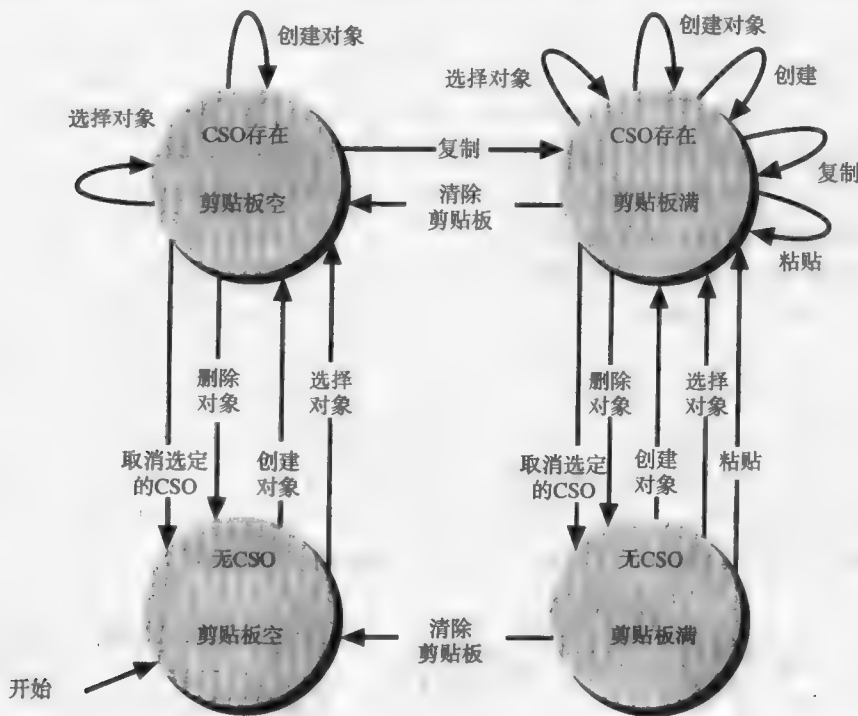 创建对象
创建对象
选择对象
创建
选择对象
CSO存在
CSO存在
复制
复制
剪贴板空
清除
剪贴板
剪贴板满
粘贴
删除
对象
选择
对象
删除
对象
选择
对象
取消选定
的CSO
创建
对象
取消选定
的CSO
创建
对象
粘贴
无CSO
无CSO
剪贴板空
清除
剪贴板
剪贴板满
开始